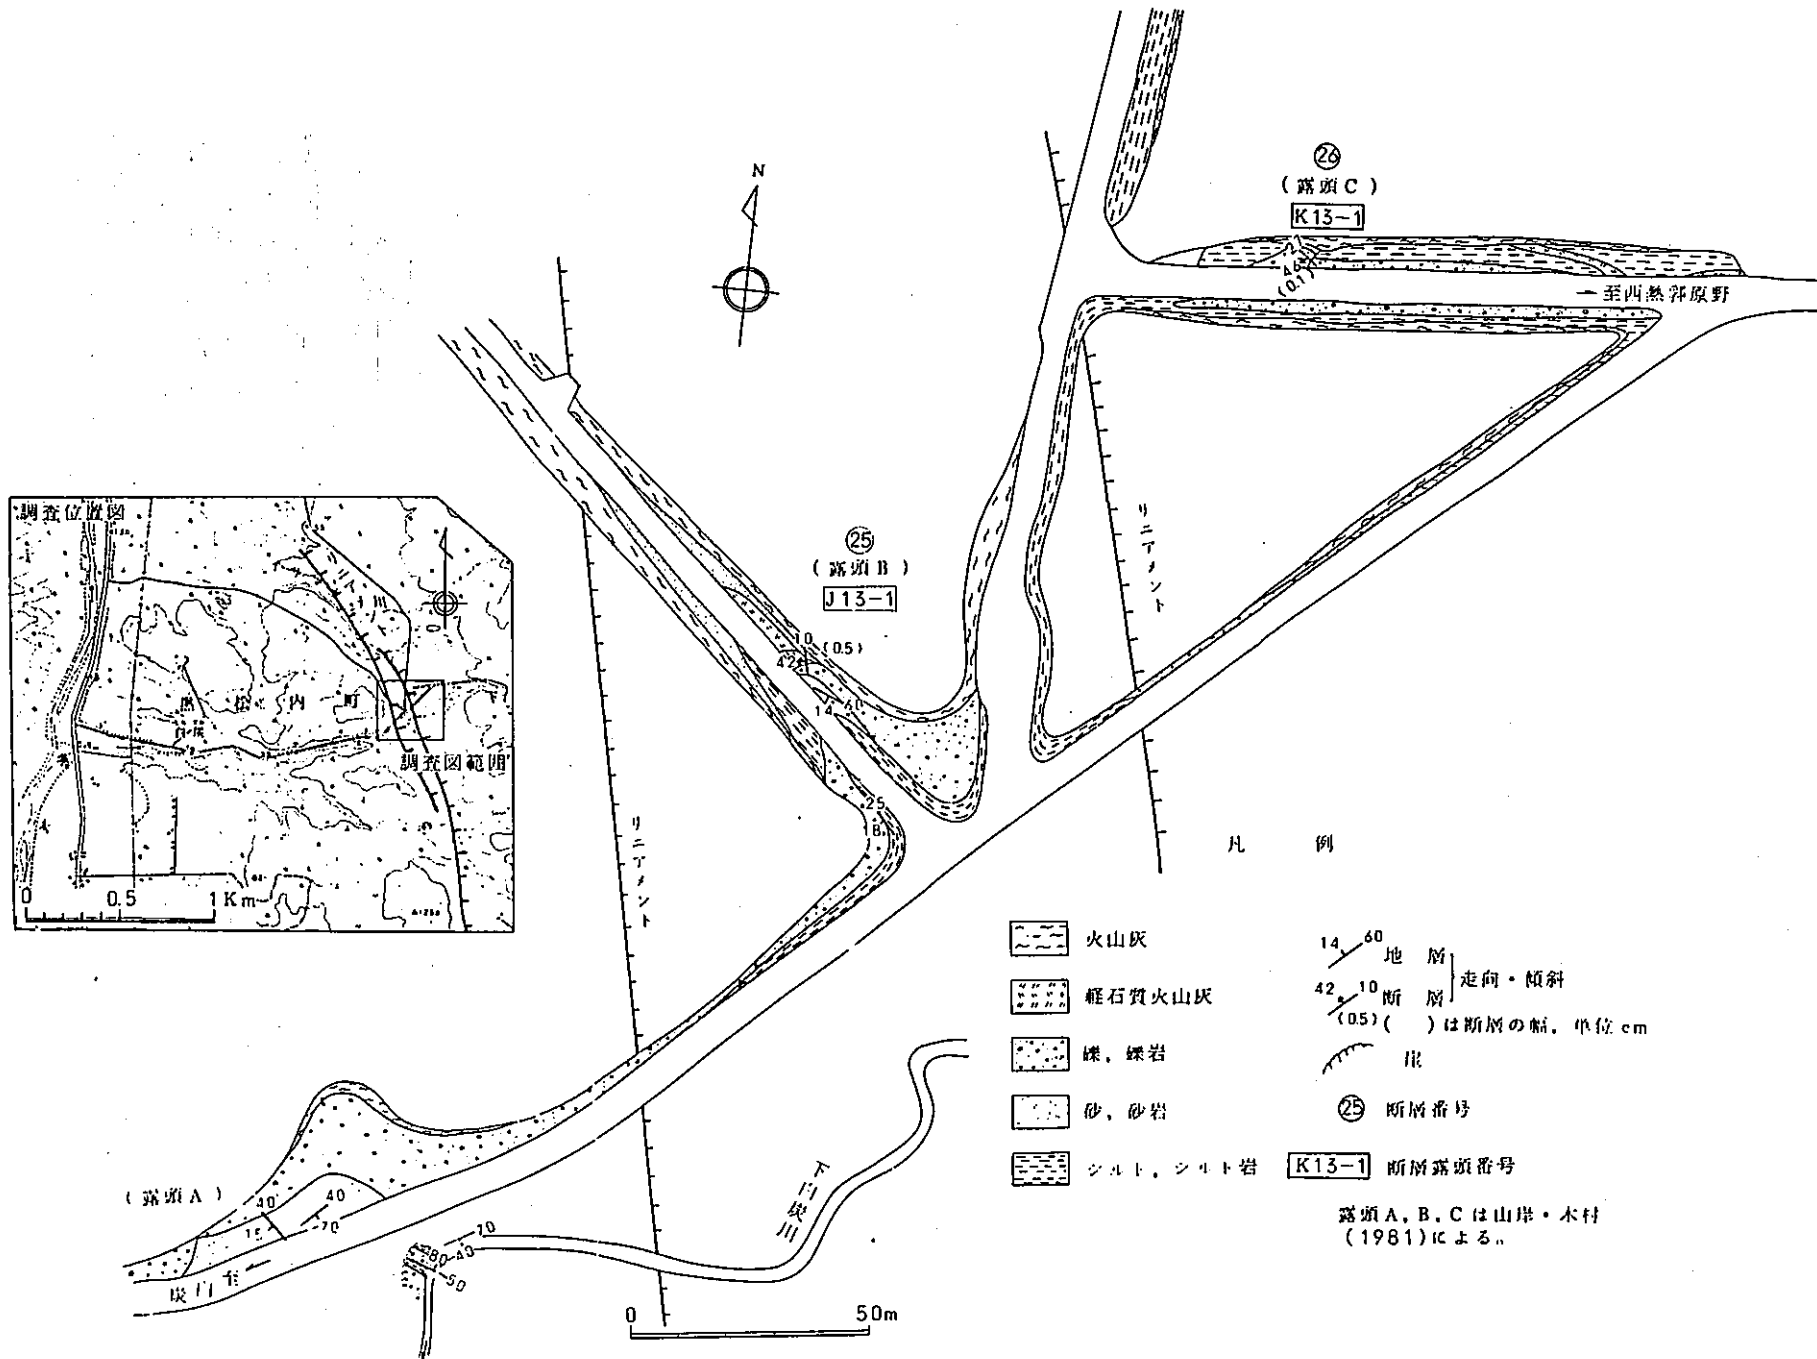 N
26
(露頭C)
K13-1
21
46
(0.1)
→至西熱郛原野
25
(露頭B)
J13-1
10
(0.5)
42
14
60
25
18
リニアメント
リニアメント
調査位置図
黒松内町
調査図範囲
0 0.5 1Km
(露頭A)
40
15
40
70
80
40
70
50
下白炭川
0 50m
凡例
火山灰
軽石質火山灰
礫, 礫岩
砂, 砂岩
シルト, シルト岩
14 60 地層
走向・傾斜
42 10 断層
(0.5) ( )は断層の幅, 単位cm
崖
25 断層番号
K13-1 断層露頭番号
露頭A, B, Cは山岸・木村
(1981)による。